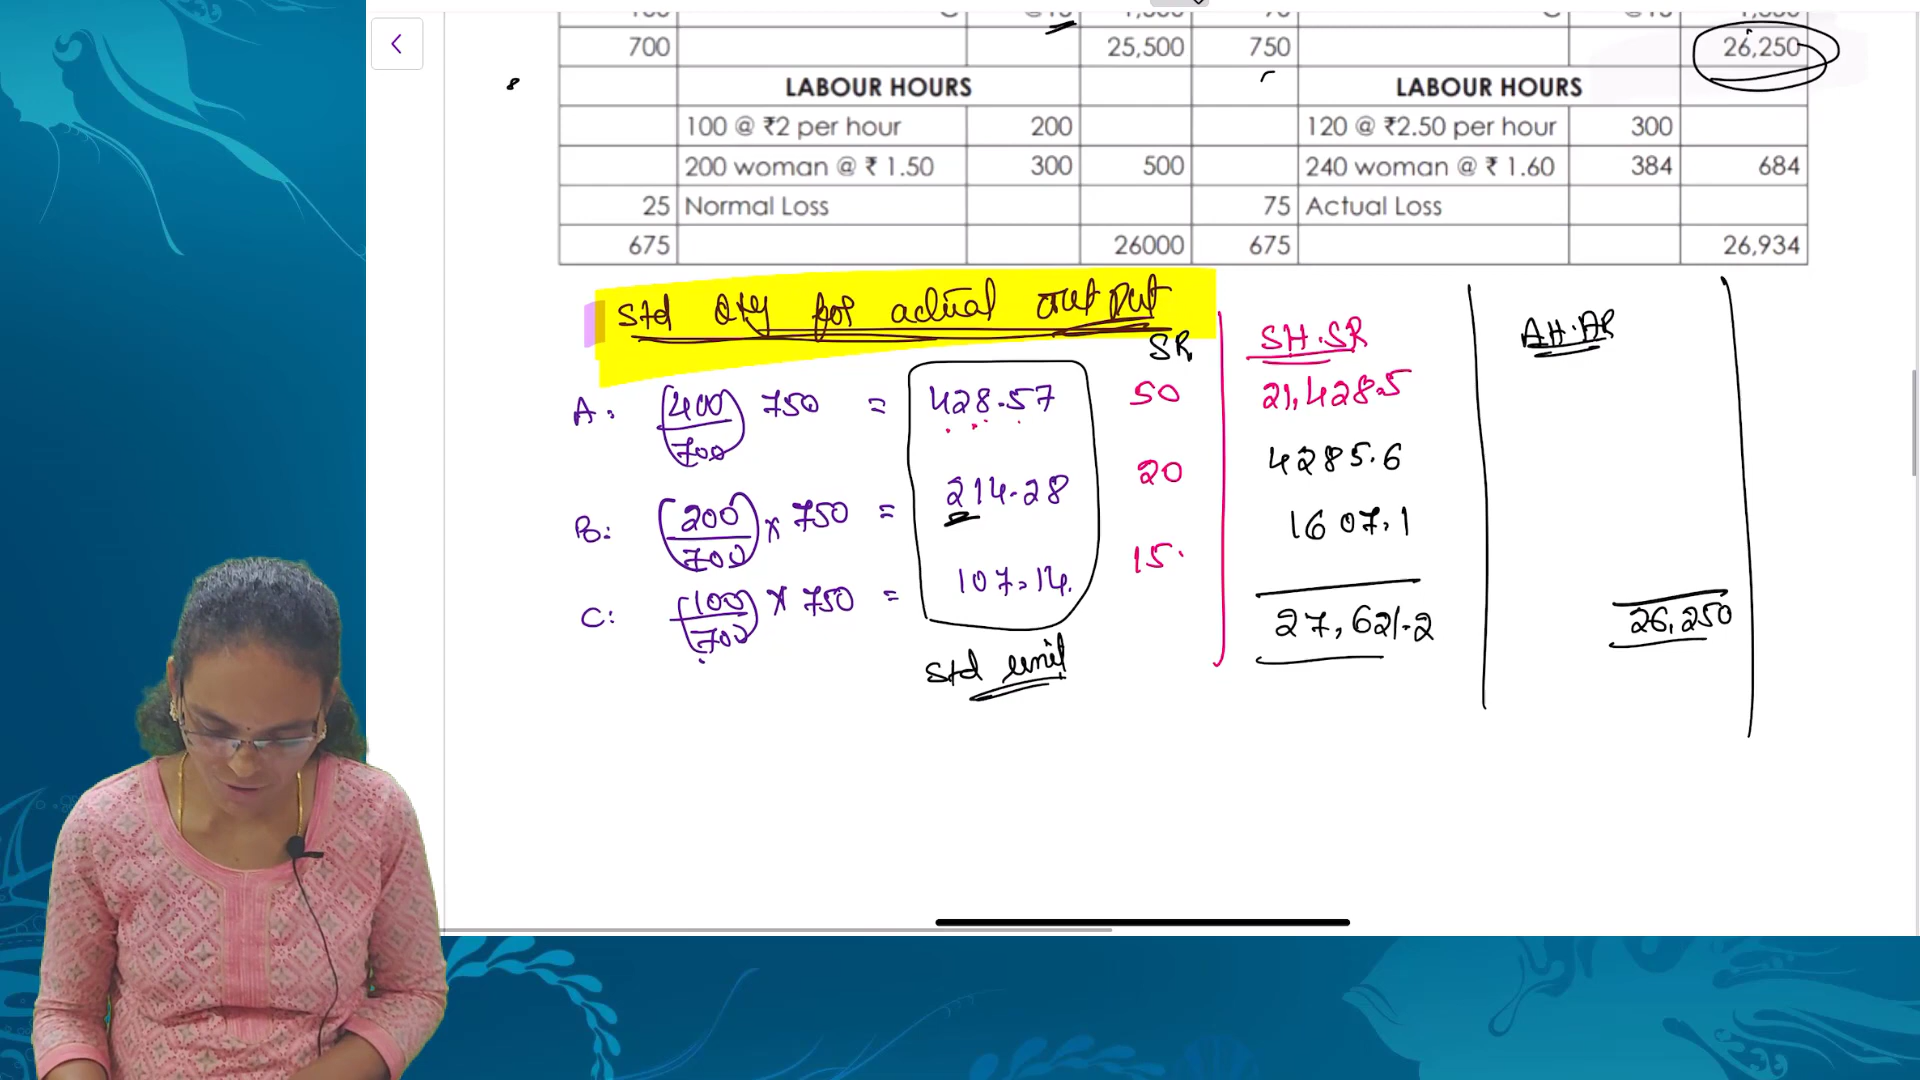 700 25,500 750 26,250
LABOUR HOURS LABOUR HOURS
100 @ ₹2 per hour 200 120 @ ₹2.50 per hour 300
200 woman @ ₹ 1.50 300 500 240 woman @ ₹ 1.60 384 684
25 Normal Loss 75 Actual Loss
675 26000 675 26,934
Std Qty for actual output
SR SH.SR AH.AR
A: (400/700) 750 = 428.57 50 21,428.5
B: (200/700) x 750 = 214.28 20 4285.6
C: (100/700) x 750 = 107.14. 15. 1607.1
27,621.2 26,250
Std unit